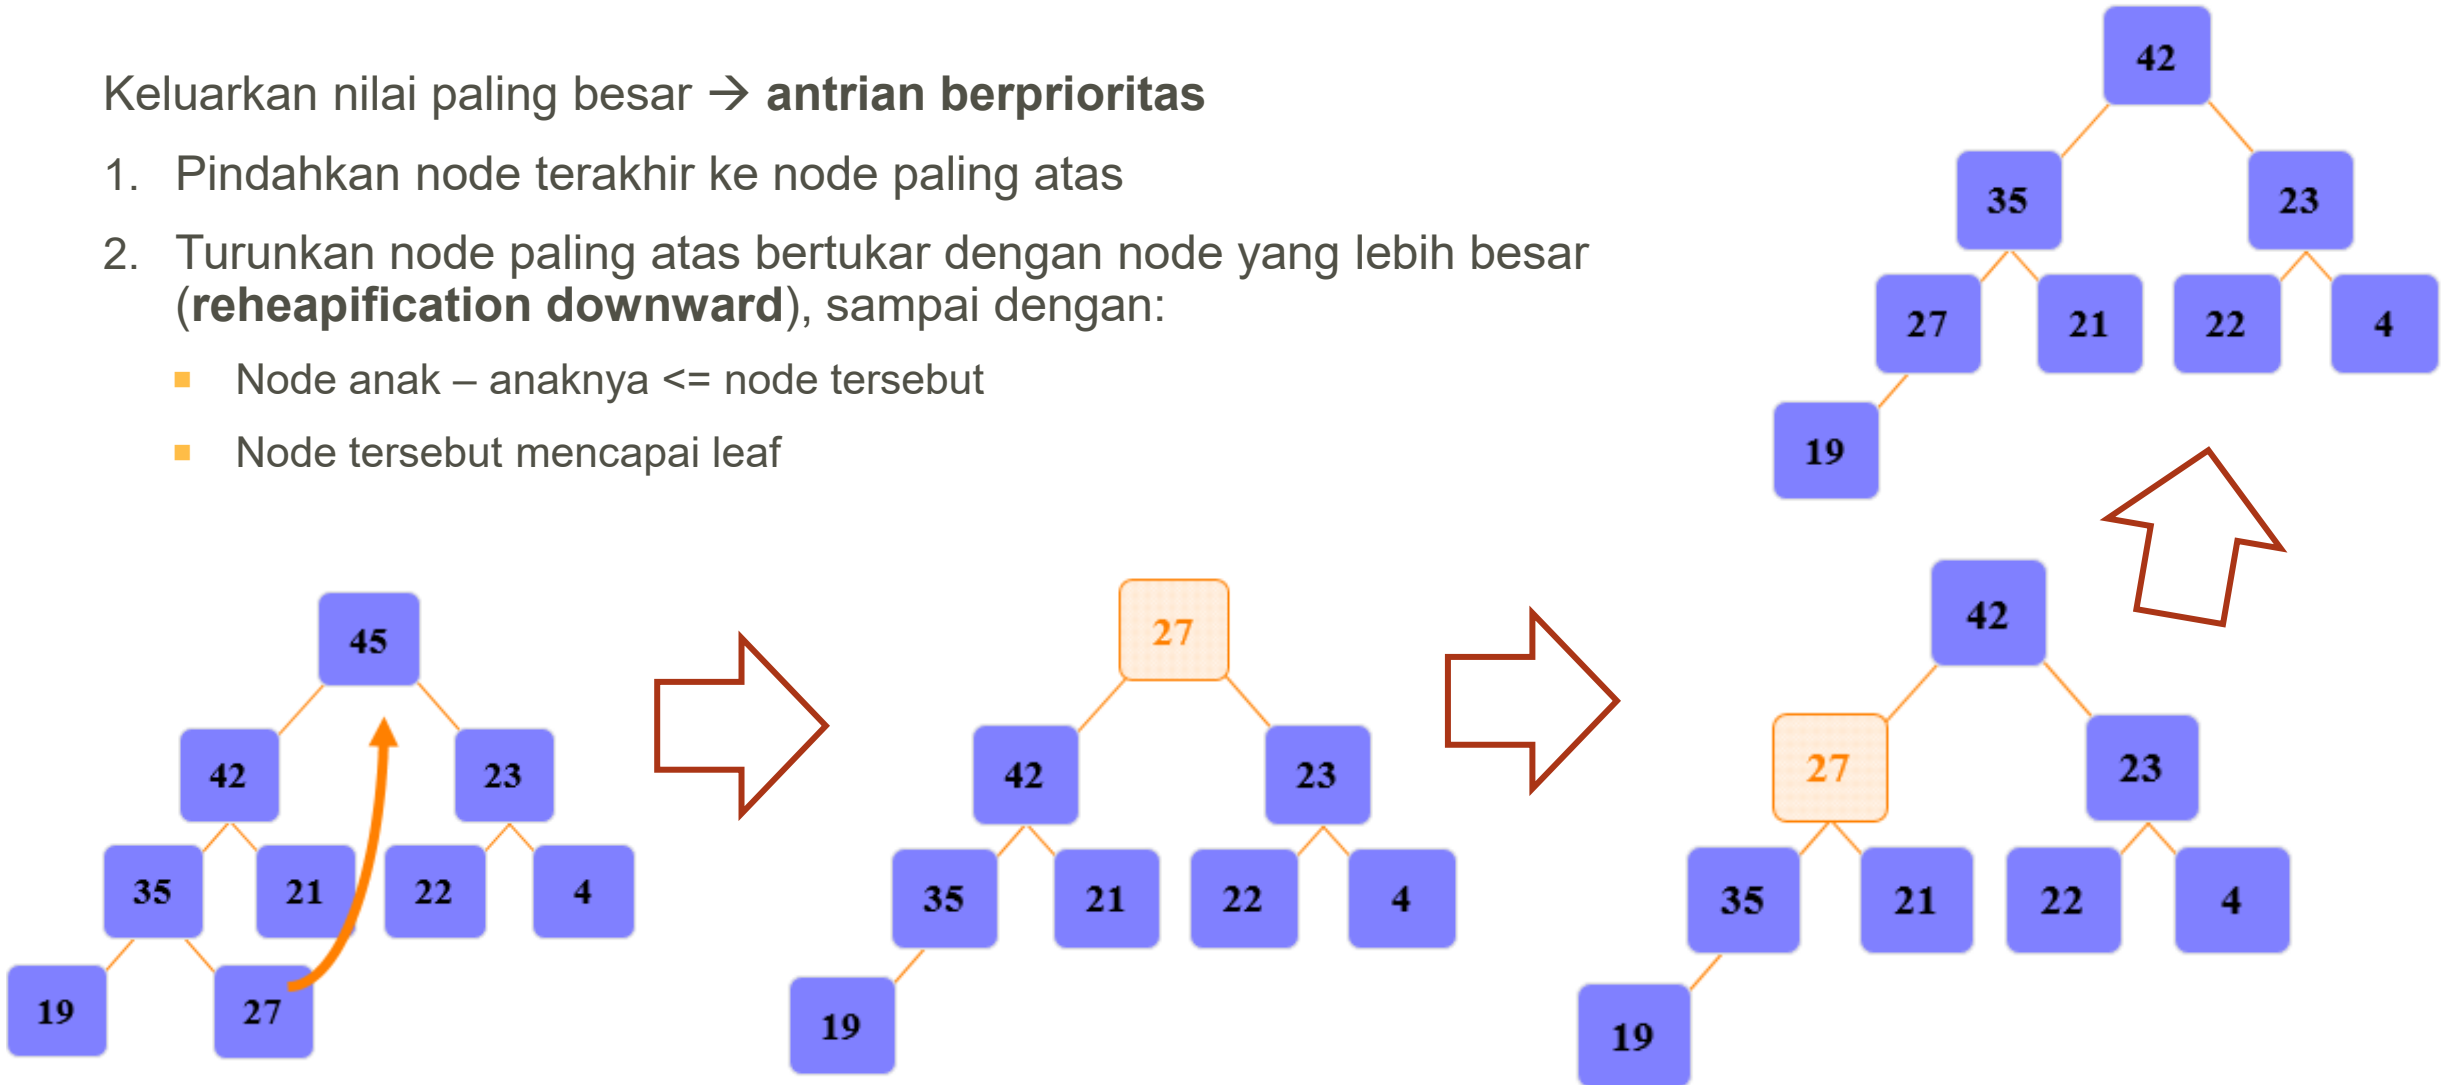 Keluarkan nilai paling besar → antrian berprioritas
1. Pindahkan node terakhir ke node paling atas
2. Turunkan node paling atas bertukar dengan node yang lebih besar
(reheapification downward), sampai dengan:
▪ Node anak – anaknya <= node tersebut
▪ Node tersebut mencapai leaf
42
35 23
27 21 22 4
19
45
42 23
35 21 22 4
19 27
27
42 23
35 21 22 4
19
42
27 23
35 21 22 4
19